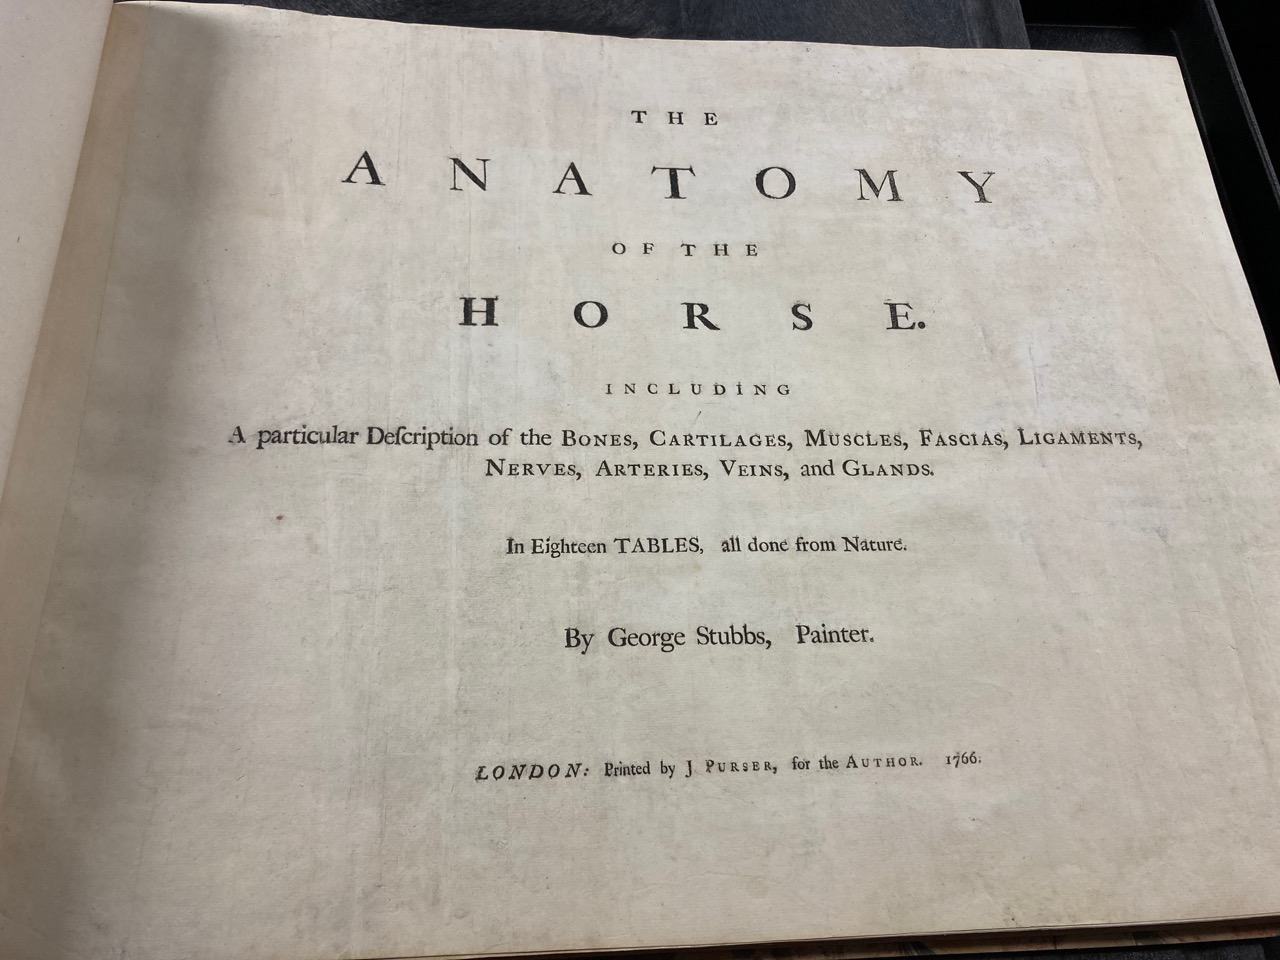 THE
ANATOMY
OF THE
HORSE.
INCLUDING
A particular Deſcription of the BONES, CARTILAGES, MUSCLES, FASCIAS, LIGAMENTS,
NERVES, ARTERIES, VEINS, and GLANDS.
In Eighteen TABLES, all done from Nature.
By George Stubbs, Painter.
LONDON: Printed by J PURSER, for the AUTHOR. 1766.